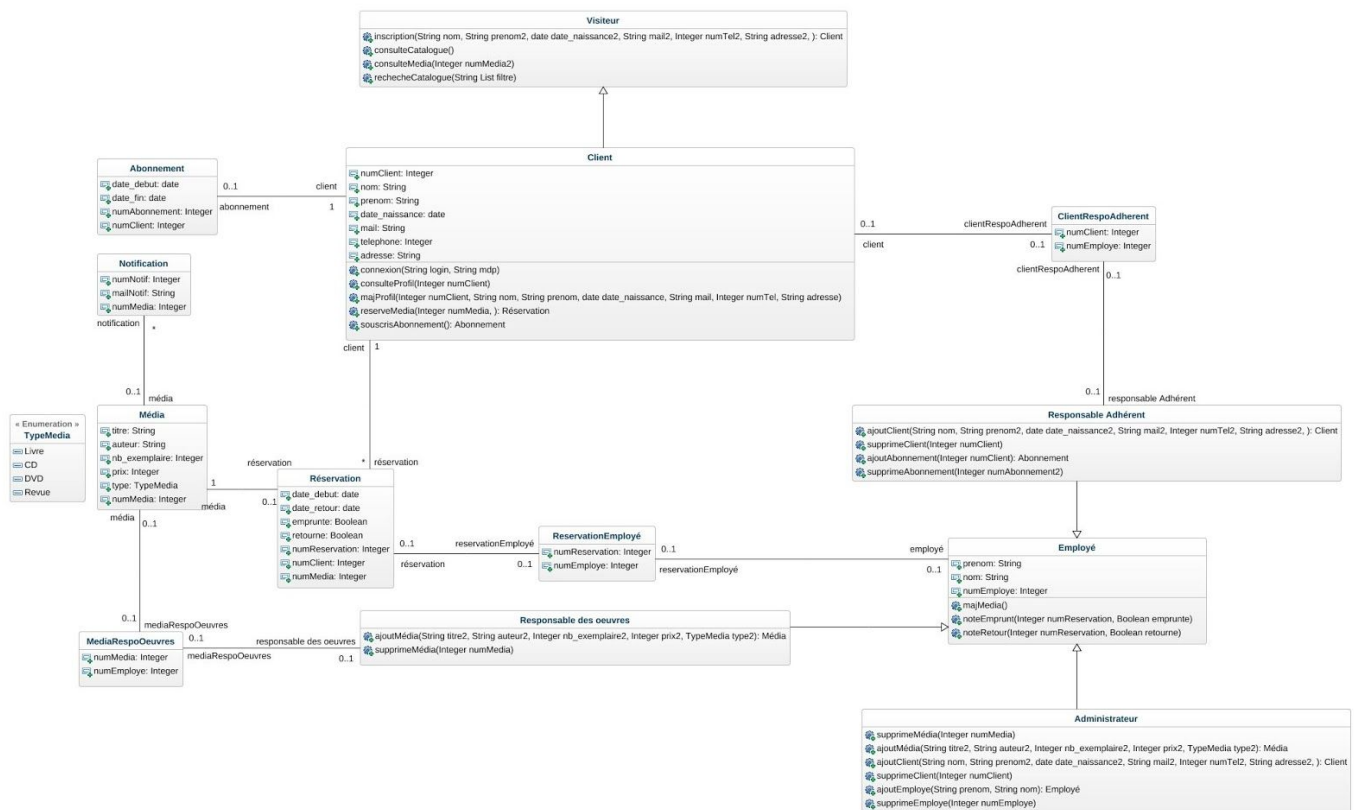 Visiteur
inscription(String nom, String prenom2, date date_naissance2, String mail2, Integer numTel2, String adresse2, ): Client
consulteCatalogue()
consulteMedia(Integer numMedia2)
rechecheCatalogue(String List filtre)
Abonnement
date_debut: date
date_fin: date
numAbonnement: Integer
numClient: Integer
0..1
abonnement
client
1
Client
numClient: Integer
nom: String
prenom: String
date_naissance: date
mail: String
telephone: Integer
adresse: String
connexion(String login, String mdp)
consulteProfil(Integer numClient)
majProfil(Integer numClient, String nom, String prenom, date date_naissance, String mail, Integer numTel, String adresse)
reserveMedia(Integer numMedia, ): Réservation
souscrisAbonnement(): Abonnement
0..1
client
clientRespoAdherent
0..1
ClientRespoAdherent
numClient: Integer
numEmploye: Integer
clientRespoAdherent
0..1
Notification
numNotif: Integer
mailNotif: String
numMedia: Integer
notification
*
0..1
média
client
1
*
réservation
0..1
responsable Adhérent
« Enumeration »
TypeMedia
Livre
CD
DVD
Revue
Média
titre: String
auteur: String
nb_exemplaire: Integer
prix: Integer
type: TypeMedia
numMedia: Integer
1
média
réservation
0..1
Réservation
date_debut: date
date_retour: date
emprunte: Boolean
retourne: Boolean
numReservation: Integer
numClient: Integer
numMedia: Integer
Responsable Adhérent
ajoutClient(String nom, String prenom2, date date_naissance2, String mail2, Integer numTel2, String adresse2, ): Client
supprimeClient(Integer numClient)
ajoutAbonnement(Integer numClient): Abonnement
supprimeAbonnement(Integer numAbonnement2)
0..1
réservation
reservationEmployé
0..1
ReservationEmployé
numReservation: Integer
numEmploye: Integer
0..1
reservationEmployé
employé
0..1
Employé
prenom: String
nom: String
numEmploye: Integer
majMedia()
noteEmprunt(Integer numReservation, Boolean emprunte)
noteRetour(Integer numReservation, Boolean retourne)
média
0..1
0..1
mediaRespoOeuvres
MediaRespoOeuvres
numMedia: Integer
numEmploye: Integer
0..1
mediaRespoOeuvres
responsable des oeuvres
0..1
Responsable des oeuvres
ajoutMédia(String titre2, String auteur2, Integer nb_exemplaire2, Integer prix2, TypeMedia type2): Média
supprimeMédia(Integer numMedia)
Administrateur
supprimeMédia(Integer numMedia)
ajoutMédia(String titre2, String auteur2, Integer nb_exemplaire2, Integer prix2, TypeMedia type2): Média
ajoutClient(String nom, String prenom2, date date_naissance2, String mail2, Integer numTel2, String adresse2, ): Client
supprimeClient(Integer numClient)
ajoutEmploye(String prenom, String nom): Employé
supprimeEmploye(Integer numEmploye)